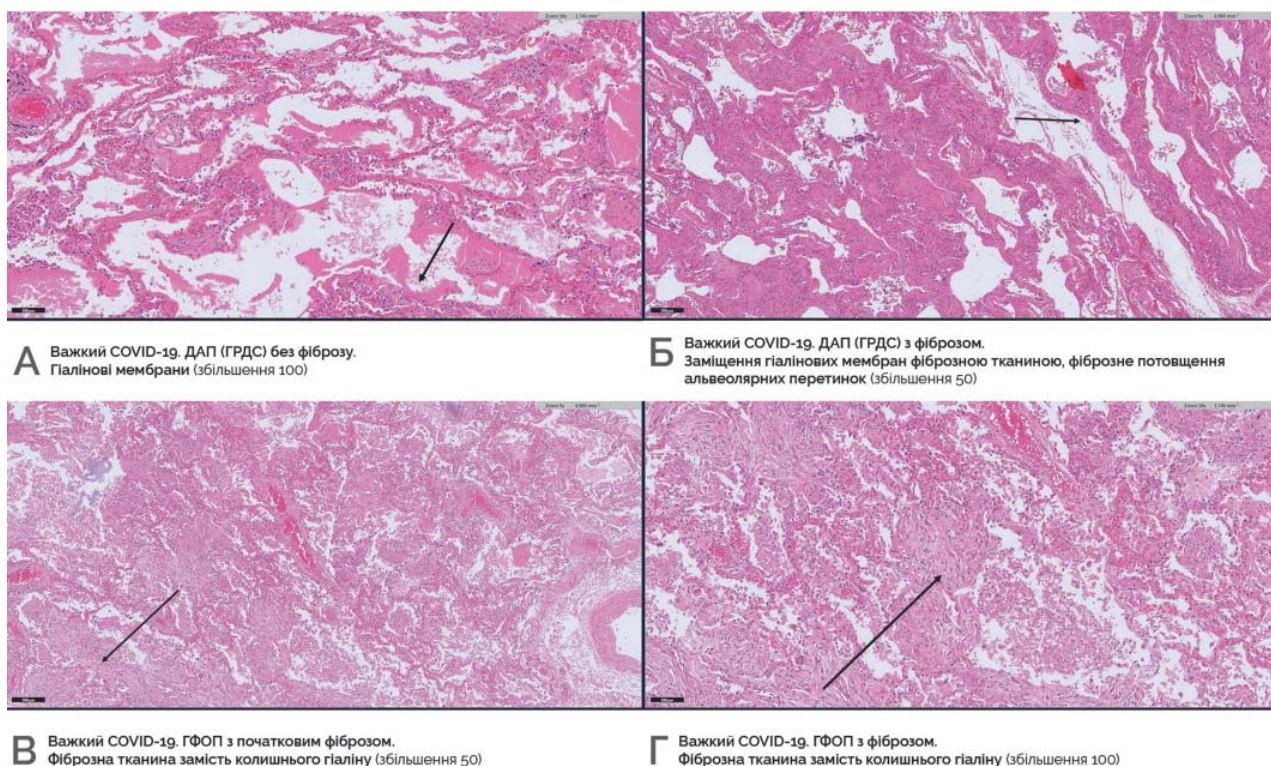 А Важкий COVID-19. ДАП (ГРДС) без фіброзу.
Гіалінові мембрани (збільшення 100)
Б Важкий COVID-19. ДАП (ГРДС) з фіброзом.
Заміщення гіалінових мембран фіброзною тканиною, фіброзне потовщення
альвеолярних перетинок (збільшення 50)
В Важкий COVID-19. ГФОП з початковим фіброзом.
Фіброзна тканина замість колишнього гіаліну (збільшення 50)
Г Важкий COVID-19. ГФОП з фіброзом.
Фіброзна тканина замість колишнього гіаліну (збільшення 100)